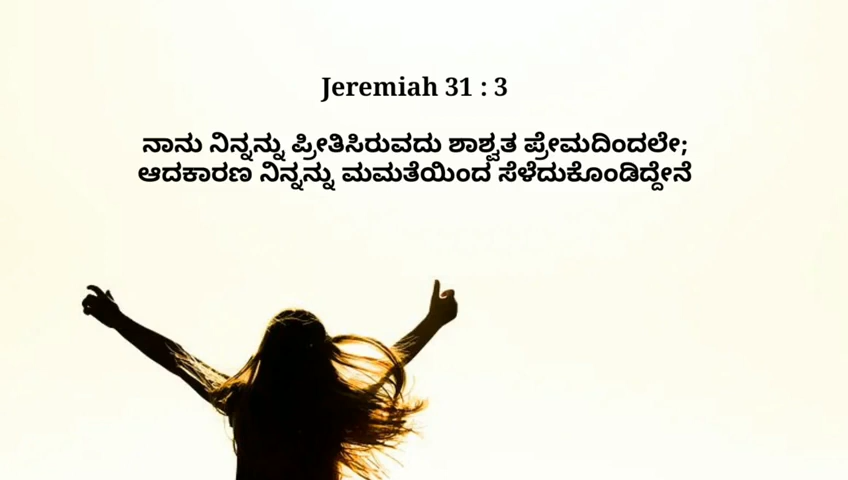 Jeremiah 31 : 3
ನಾನು ನಿನ್ನನ್ನು ಪ್ರೀತಿಸಿರುವದು ಶಾಶ್ವತ ಪ್ರೇಮದಿಂದಲೇ;
ಆದಕಾರಣ ನಿನ್ನನ್ನು ಮಮತೆಯಿಂದ ಸೆಳೆದುಕೊಂಡಿದ್ದೇನೆ